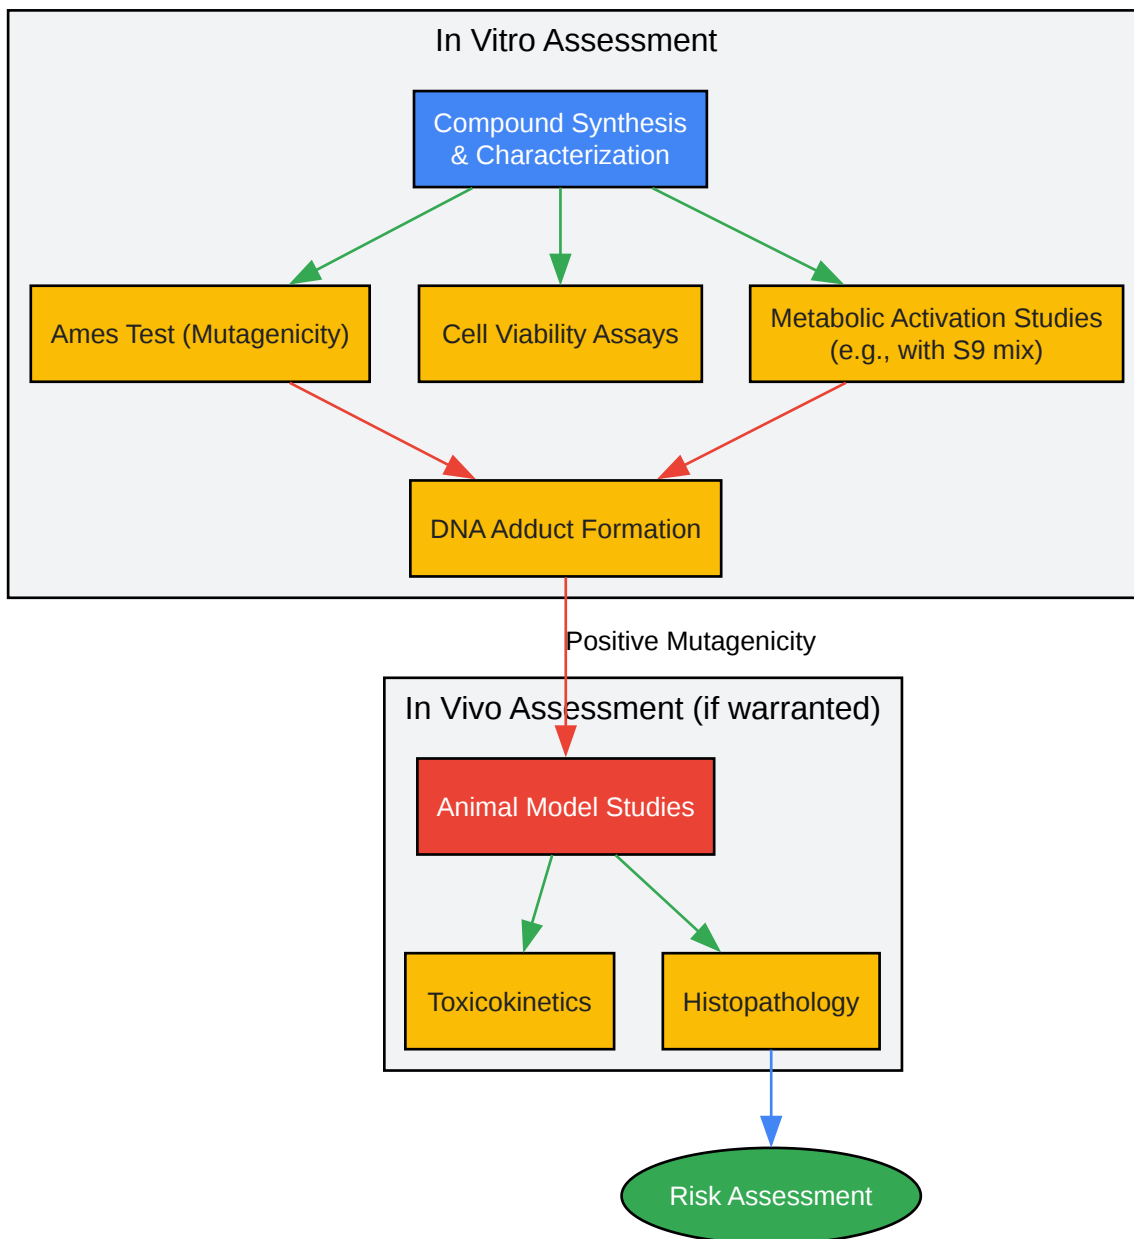 In Vitro Assessment
Compound Synthesis
& Characterization
Ames Test (Mutagenicity)
Cell Viability Assays
Metabolic Activation Studies
(e.g., with S9 mix)
DNA Adduct Formation
Positive Mutagenicity
In Vivo Assessment (if warranted)
Animal Model Studies
Toxicokinetics
Histopathology
Risk Assessment